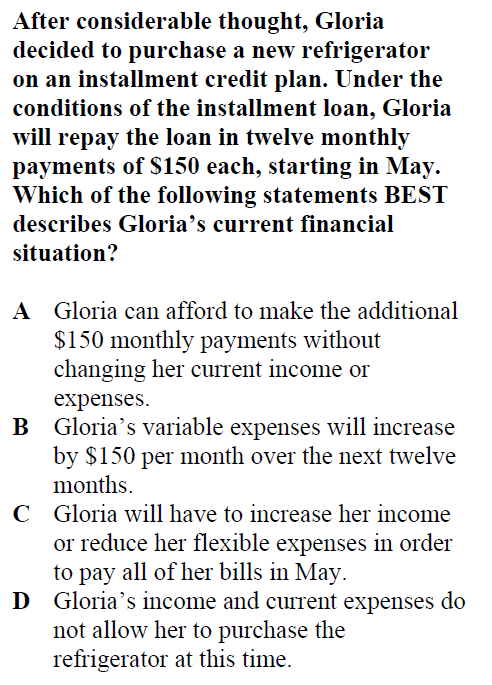 After considerable thought, Gloria
decided to purchase a new refrigerator
on an installment credit plan. Under the
conditions of the installment loan, Gloria
will repay the loan in twelve monthly
payments of $150 each, starting in May.
Which of the following statements BEST
describes Gloria’s current financial
situation?
A Gloria can afford to make the additional
$150 monthly payments without
changing her current income or
expenses.
B Gloria’s variable expenses will increase
by $150 per month over the next twelve
months.
C Gloria will have to increase her income
or reduce her flexible expenses in order
to pay all of her bills in May.
D Gloria’s income and current expenses do
not allow her to purchase the
refrigerator at this time.